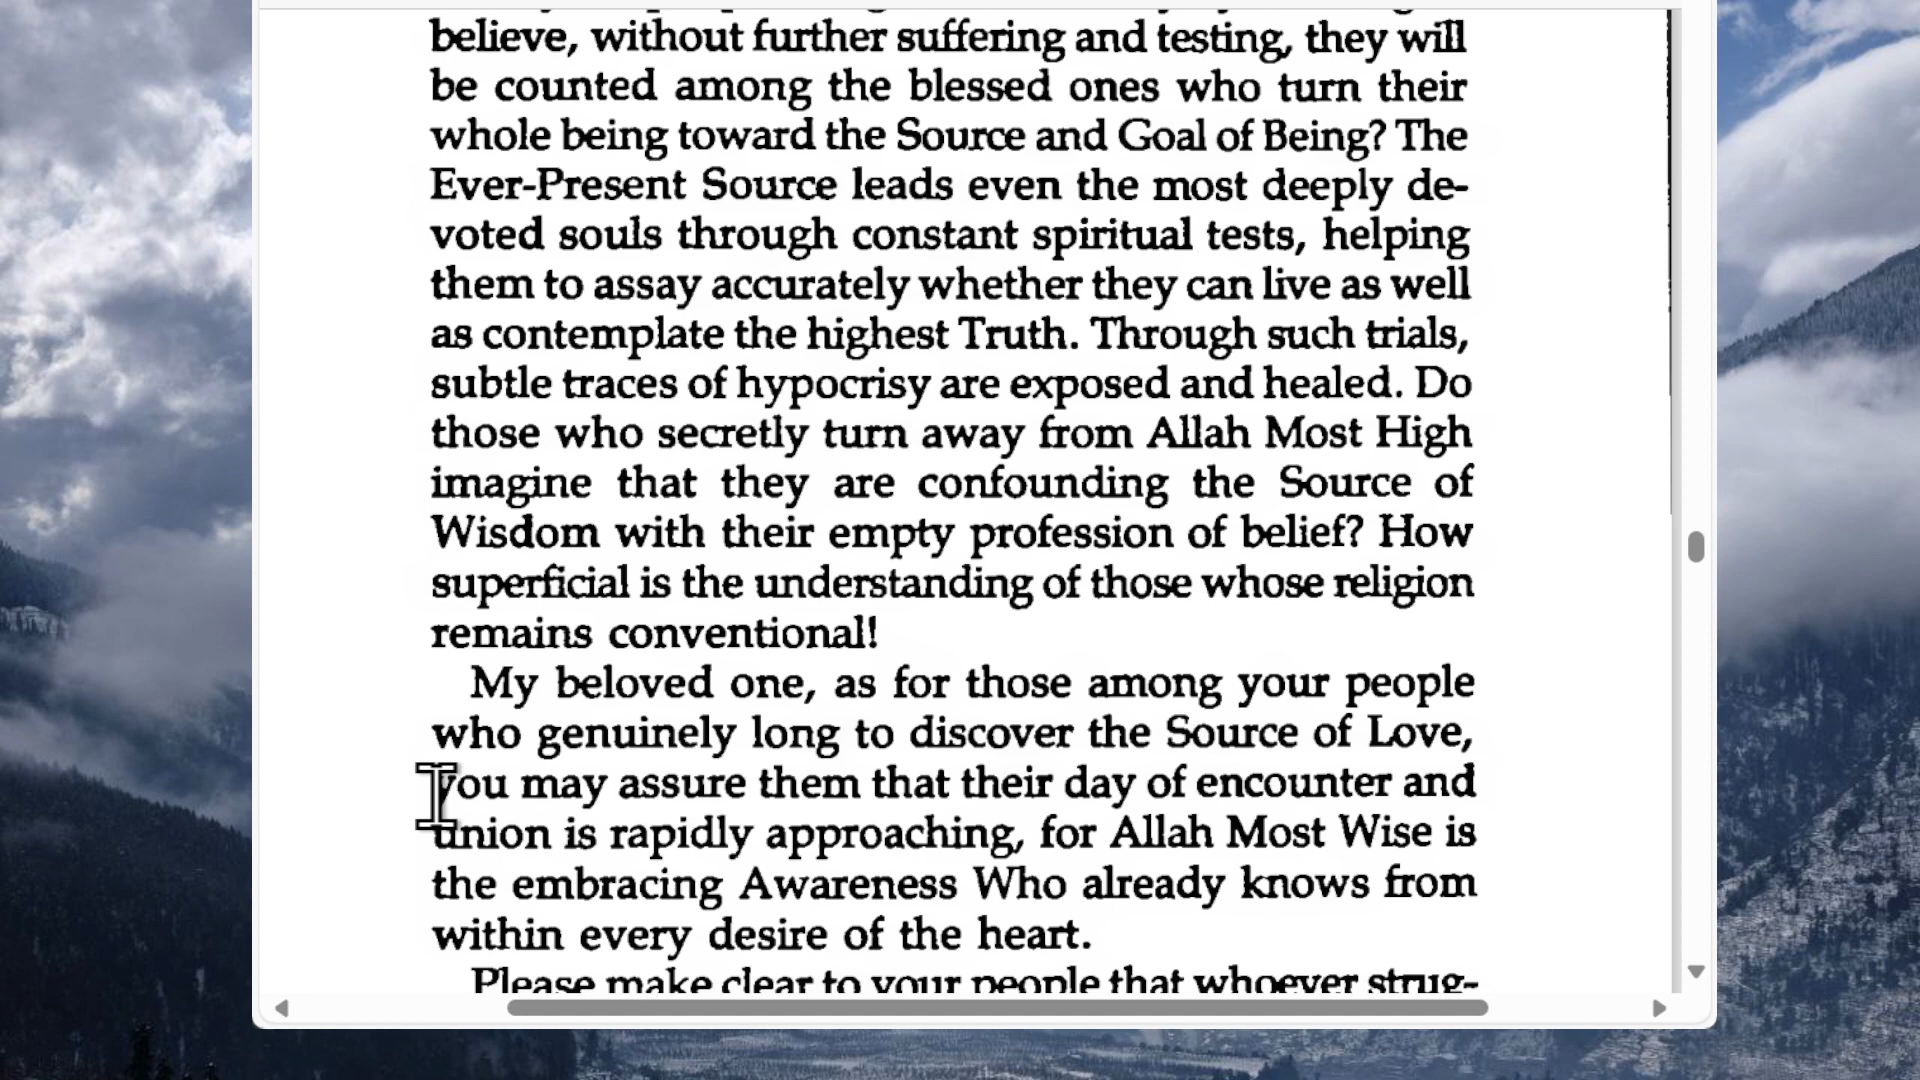 believe, without further suffering and testing, they will
be counted among the blessed ones who turn their
whole being toward the Source and Goal of Being? The
Ever-Present Source leads even the most deeply de-
voted souls through constant spiritual tests, helping
them to assay accurately whether they can live as well
as contemplate the highest Truth. Through such trials,
subtle traces of hypocrisy are exposed and healed. Do
those who secretly turn away from Allah Most High
imagine that they are confounding the Source of
Wisdom with their empty profession of belief? How
superficial is the understanding of those whose religion
remains conventional!
My beloved one, as for those among your people
who genuinely long to discover the Source of Love,
you may assure them that their day of encounter and
union is rapidly approaching, for Allah Most Wise is
the embracing Awareness Who already knows from
within every desire of the heart.
Please make clear to your people that whoever strug-